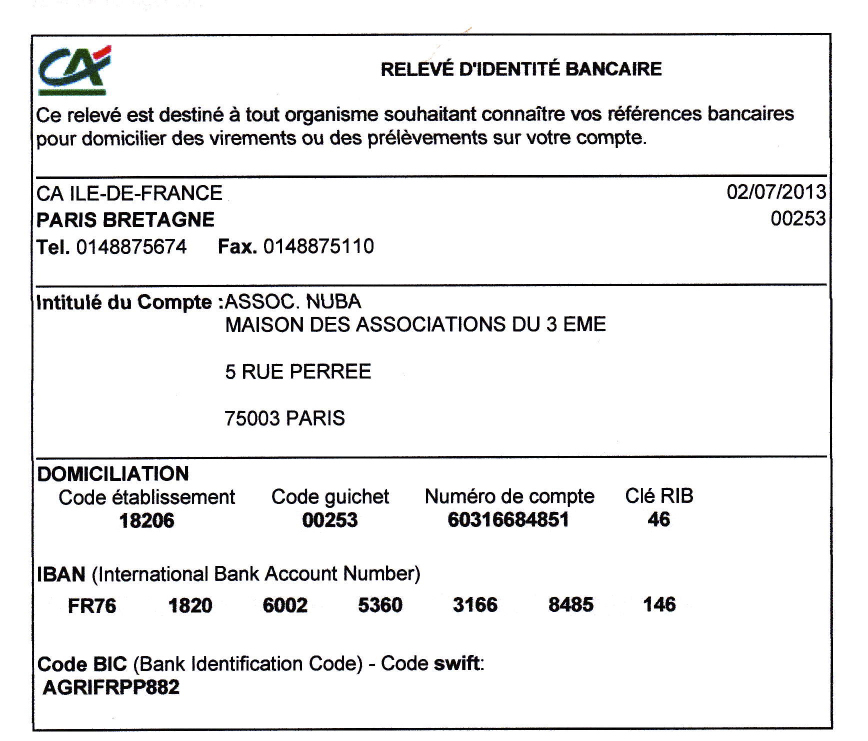 CA
RELEVÉ D'IDENTITÉ BANCAIRE
Ce relevé est destiné à tout organisme souhaitant connaître vos références bancaires
pour domicilier des virements ou des prélèvements sur votre compte.
CA ILE-DE-FRANCE 02/07/2013
PARIS BRETAGNE 00253
Tel. 0148875674 Fax. 0148875110
Intitulé du Compte :ASSOC. NUBA
MAISON DES ASSOCIATIONS DU 3 EME
5 RUE PERREE
75003 PARIS
DOMICILIATION
Code établissement Code guichet Numéro de compte Clé RIB
18206 00253 60316684851 46
IBAN (International Bank Account Number)
FR76 1820 6002 5360 3166 8485 146
Code BIC (Bank Identification Code) - Code swift:
AGRIFRPP882